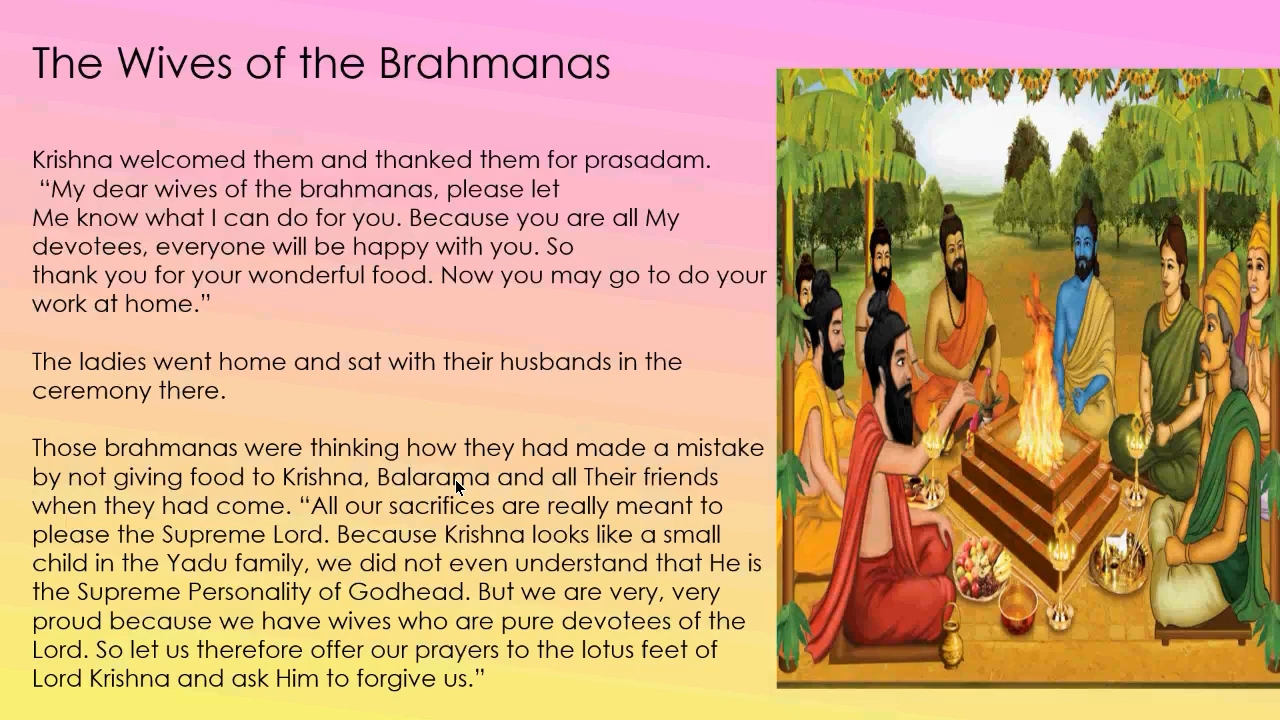 The Wives of the Brahmanas
Krishna welcomed them and thanked them for prasadam.
“My dear wives of the brahmanas, please let
Me know what I can do for you. Because you are all My
devotees, everyone will be happy with you. So
thank you for your wonderful food. Now you may go to do your
work at home.”
The ladies went home and sat with their husbands in the
ceremony there.
Those brahmanas were thinking how they had made a mistake
by not giving food to Krishna, Balarama and all Their friends
when they had come. “All our sacrifices are really meant to
please the Supreme Lord. Because Krishna looks like a small
child in the Yadu family, we did not even understand that He is
the Supreme Personality of Godhead. But we are very, very
proud because we have wives who are pure devotees of the
Lord. So let us therefore offer our prayers to the lotus feet of
Lord Krishna and ask Him to forgive us.”